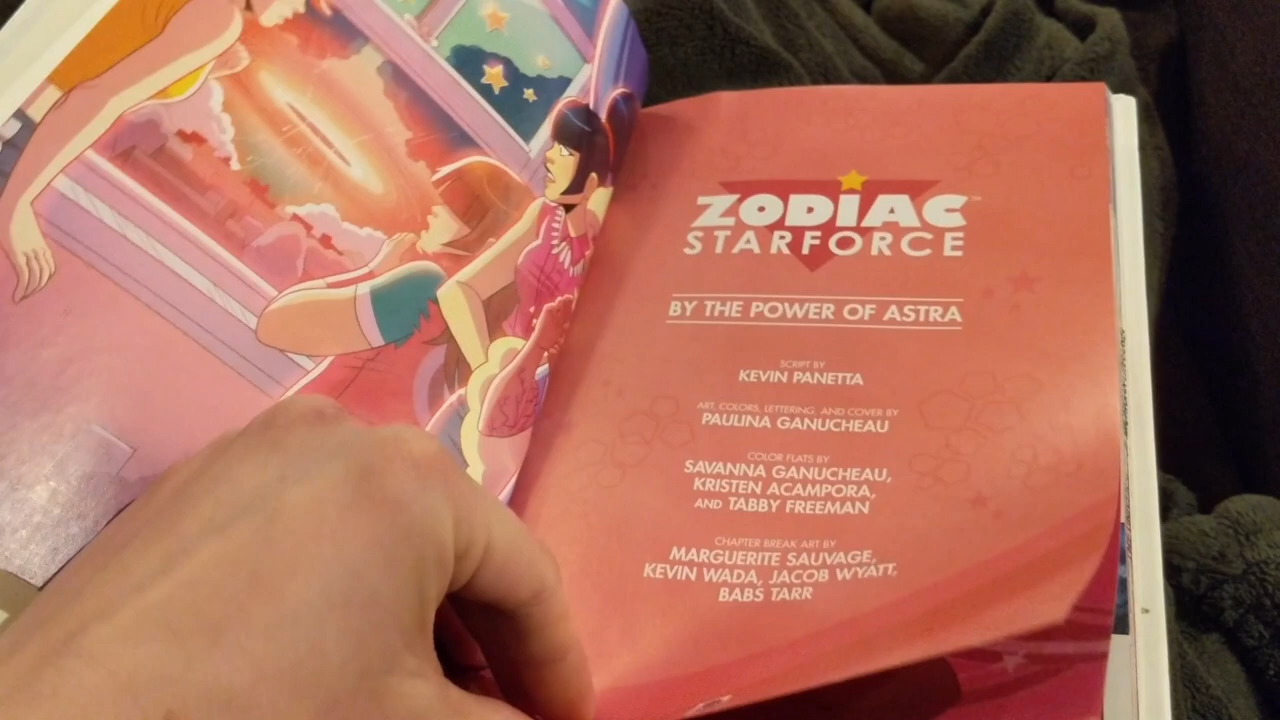 ZODIAC™
STARFORCE
BY THE POWER OF ASTRA
SCRIPT BY
KEVIN PANETTA
ART, COLORS, LETTERING, AND COVER BY
PAULINA GANUCHEAU
COLOR FLATS BY
SAVANNA GANUCHEAU,
KRISTEN ACAMPORA,
AND TABBY FREEMAN
CHAPTER BREAK ART BY
MARGUERITE SAUVAGE,
KEVIN WADA, JACOB WYATT,
BABS TARR